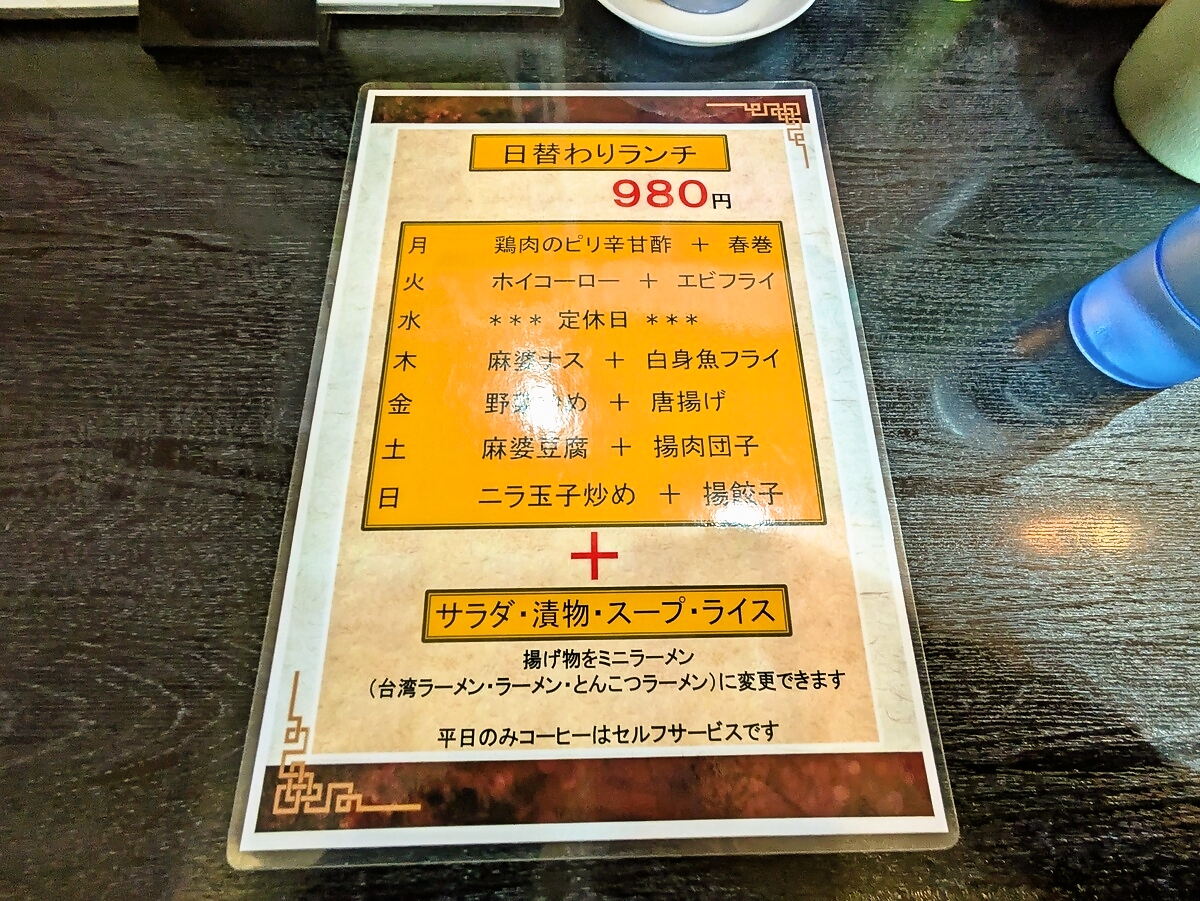 日替わりランチ
980円
月 鶏肉のピリ辛甘酢 + 春巻
火 ホイコーロー + エビフライ
水 *** 定休日 ***
木 麻婆ナス + 白身魚フライ
金 野菜炒め + 唐揚げ
土 麻婆豆腐 + 揚肉団子
日 ニラ玉子炒め + 揚餃子
+
サラダ・漬物・スープ・ライス
揚げ物をミニラーメン
(台湾ラーメン・ラーメン・とんこつラーメン)に変更できます
平日のみコーヒーはセルフサービスです